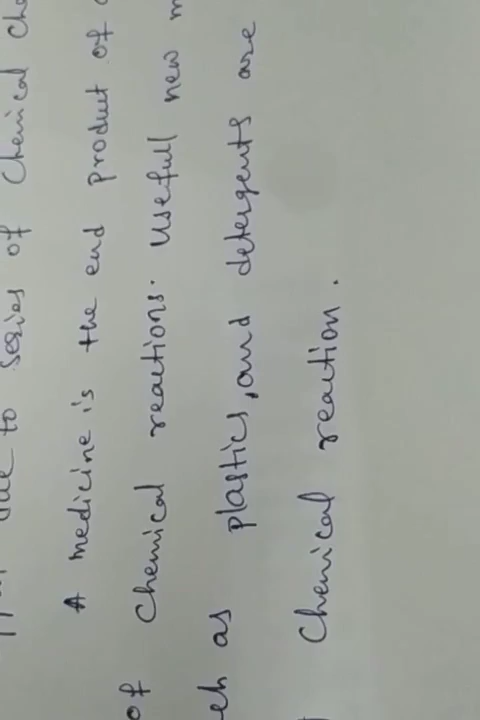 due to series of Chemical
A medicine is the end product of
of Chemical reactions. Usefull new
as plastics, and detergents are
Chemical reaction.